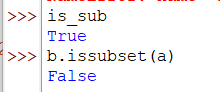 >>> is_sub
True
>>> b.issubset(a)
False